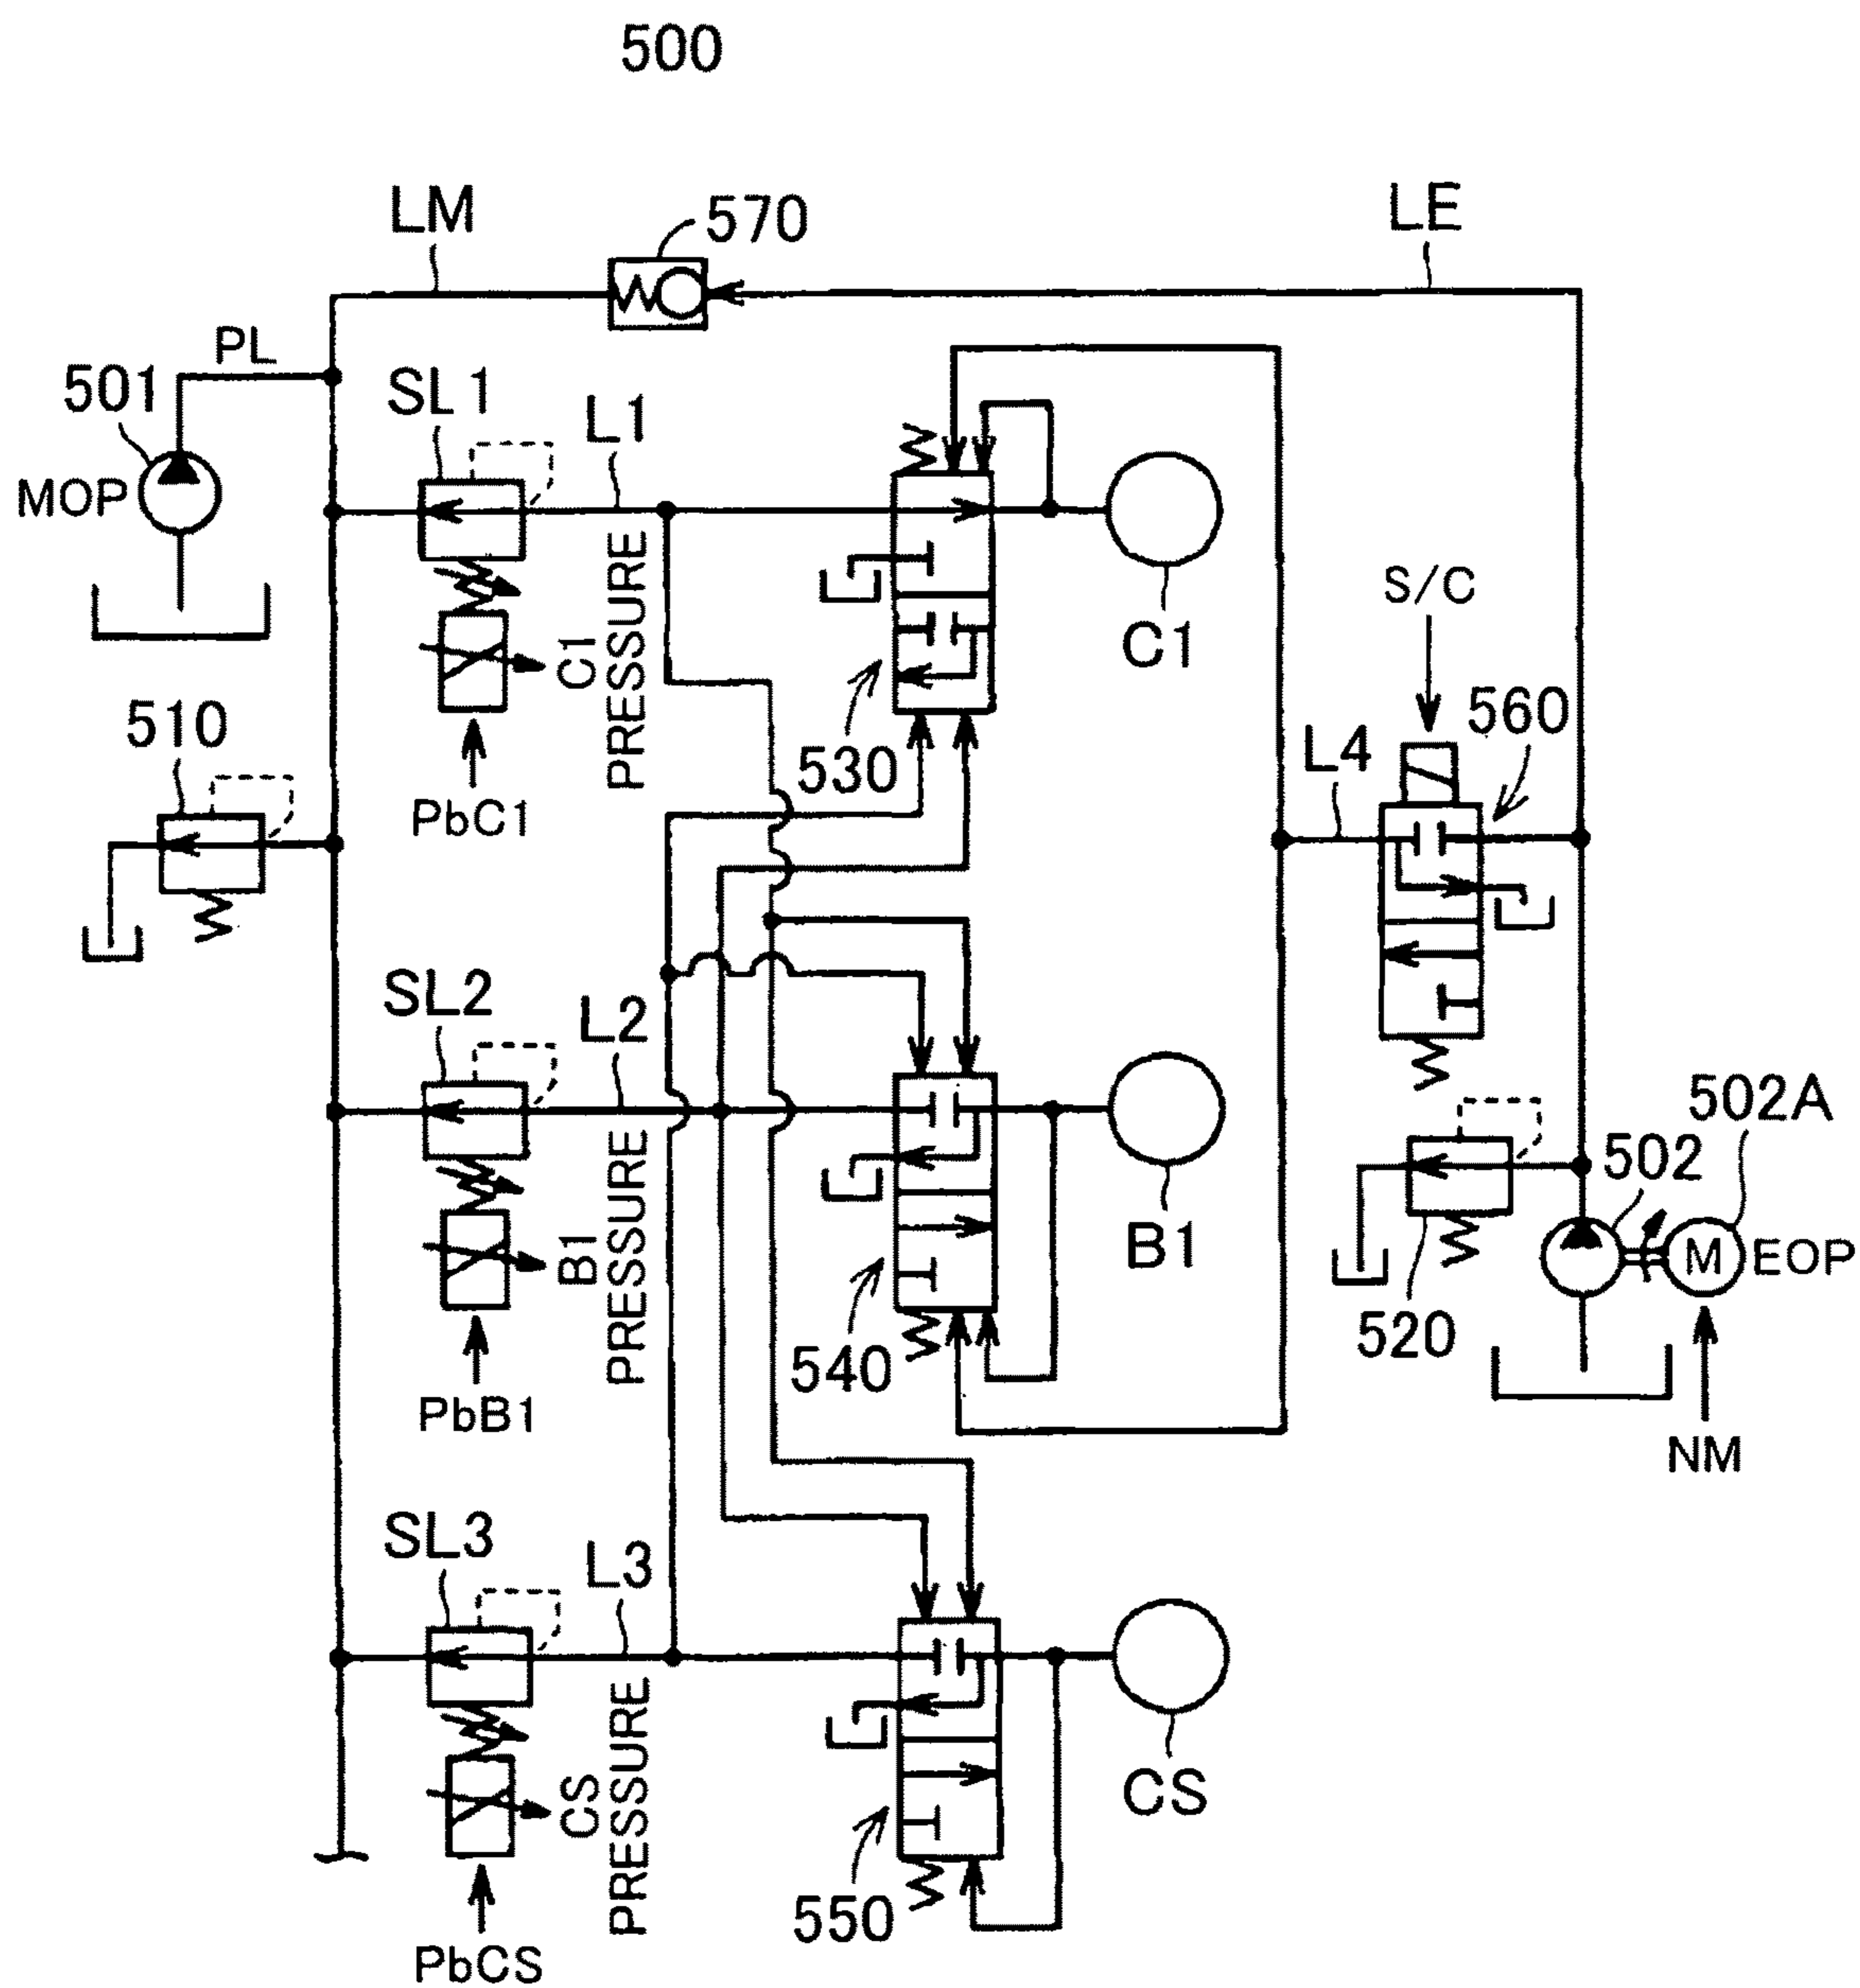 500
LM
570
LE
PL
501
SL1
L1
MOP
C1
S/C
C1 PRESSURE
510
530
L4
560
PbC1
SL2
L2
502A
502
B1
B1 PRESSURE
EOP
540
520
PbB1
NM
SL3
L3
CS
CS PRESSURE
550
PbCS
M